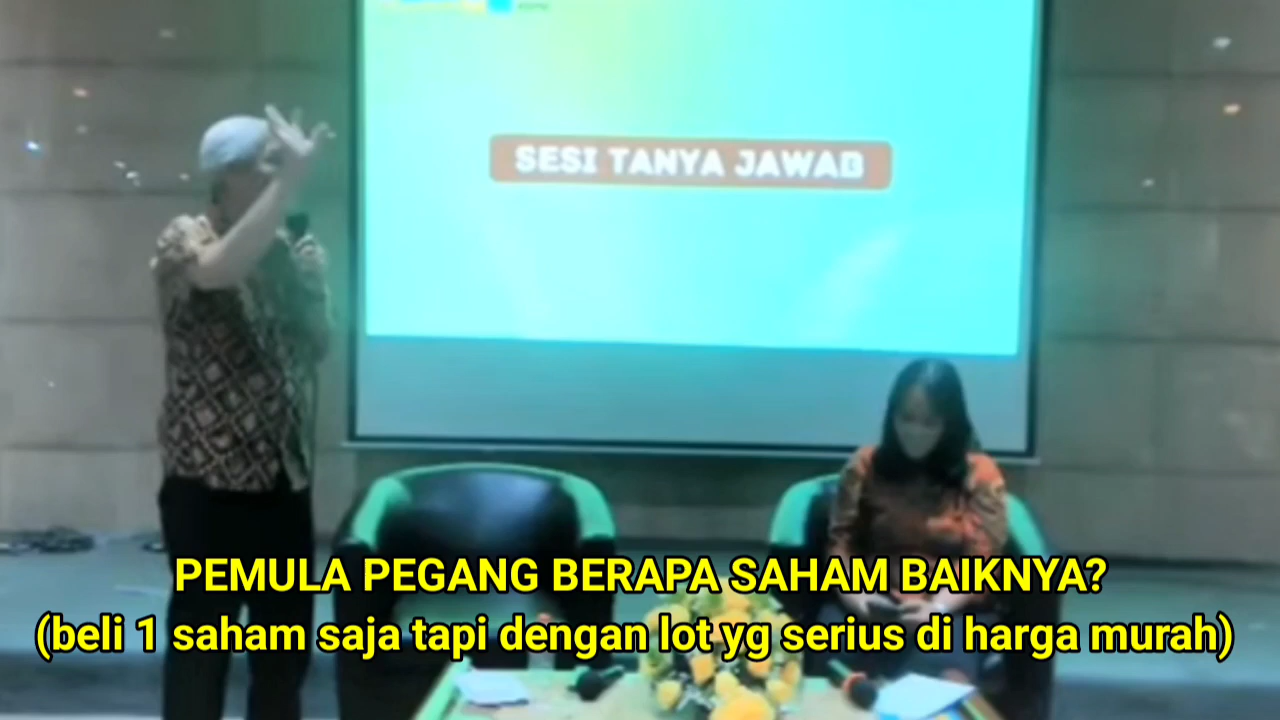 SESI TANYA JAWAB
PEMULA PEGANG BERAPA SAHAM BAIKNYA?
(beli 1 saham saja tapi dengan lot yg serius di harga murah)